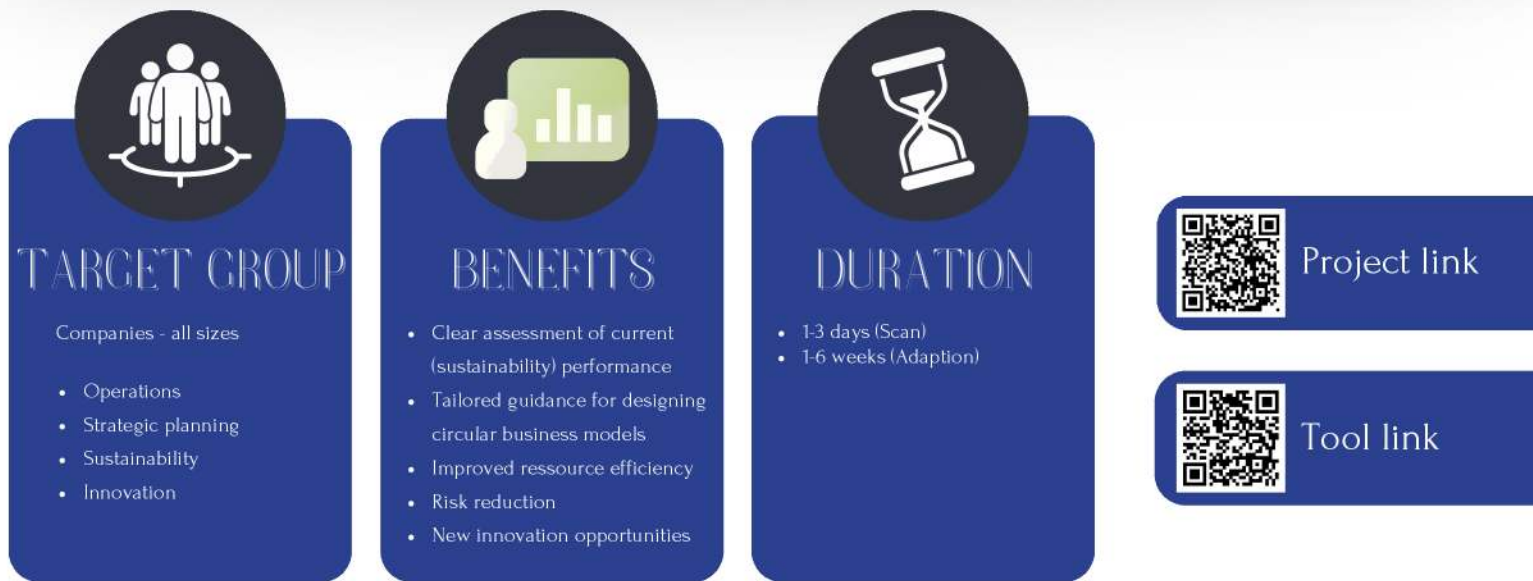 TARGET GROUP
Companies - all sizes
• Operations
• Strategic planning
• Sustainability
• Innovation
BENEFITS
• Clear assessment of current
(sustainability) performance
• Tailored guidance for designing
circular business models
• Improved ressource efficiency
• Risk reduction
• New innovation opportunities
DURATION
• 1-3 days (Scan)
• 1-6 weeks (Adaption)
Project link
Tool link